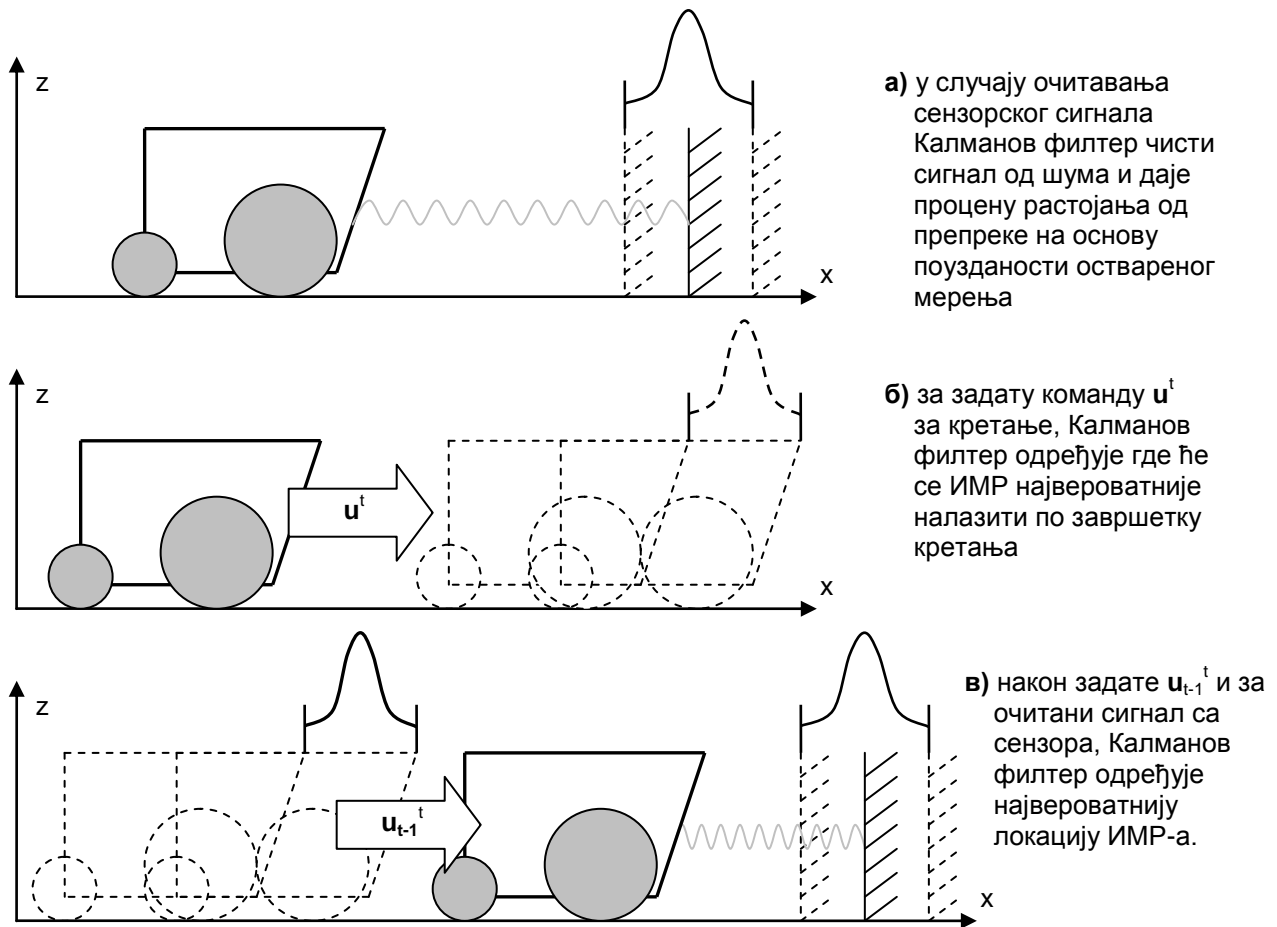 z
x
а) у случају очитавања
сензорског сигнала
Калманов филтер чисти
сигнал од шума и даје
процену растојања од
препреке на основу
поузданости оствареног
мерења
z
u^t
x
б) за задату команду u^t
за кретање, Калманов
филтер одређује где ће
се ИМР највероватније
налазити по завршетку
кретања
z
u_{t-1}^t
x
в) након задате u_{t-1}^t и за
очитани сигнал са
сензора, Калманов
филтер одређује
највероватнију
локацију ИМР-а.